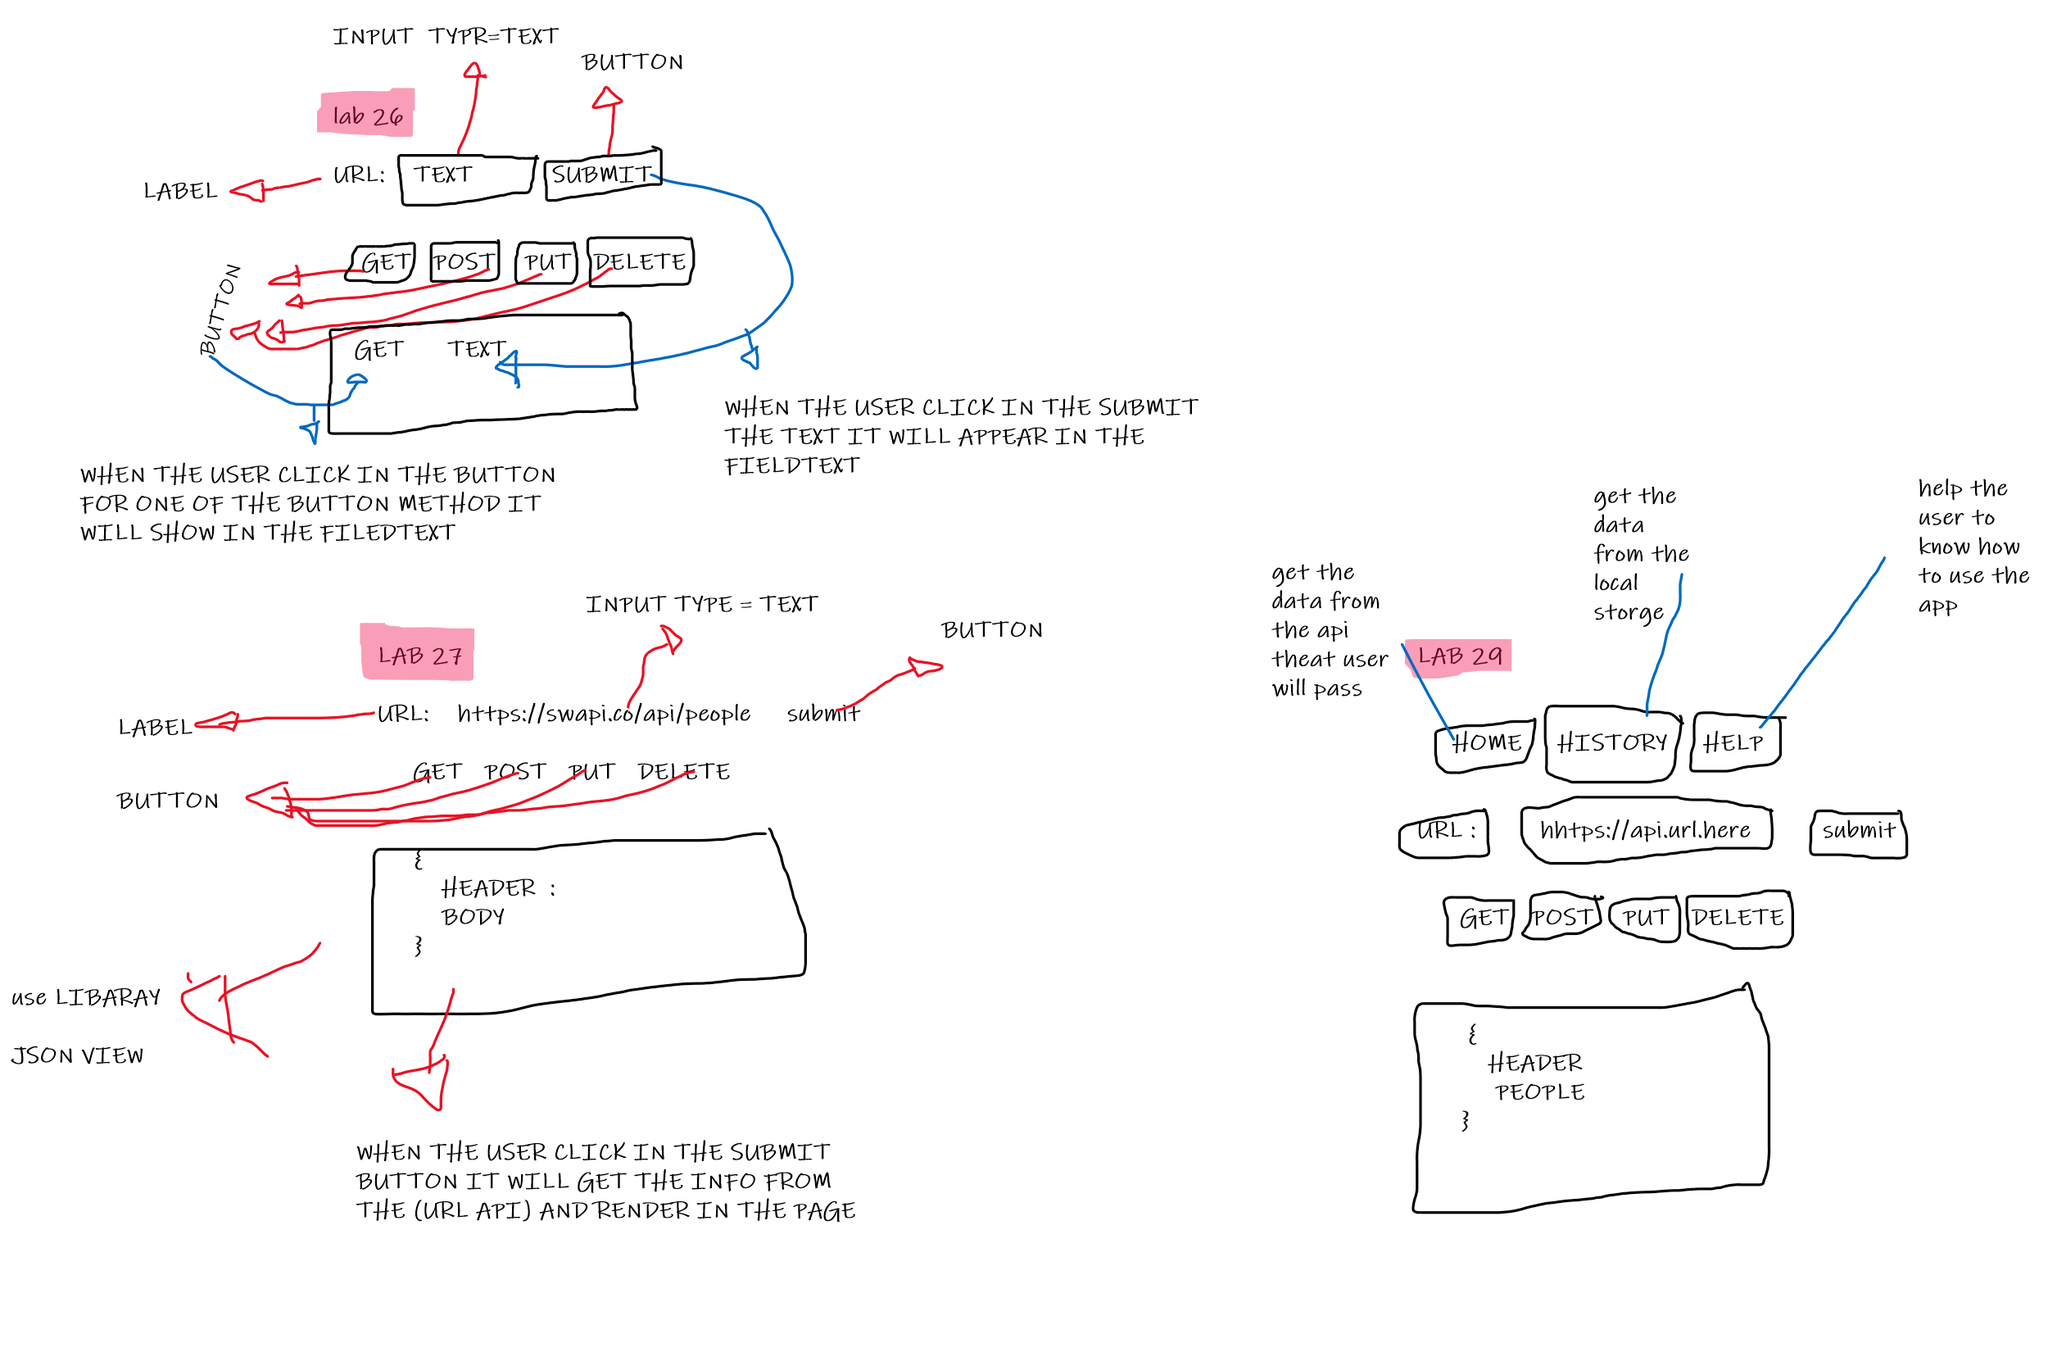 INPUT TYPR=TEXT
BUTTON
lab 26
LABEL
URL:
TEXT
SUBMIT
GET
POST
PUT
DELETE
BUTTON
GET
TEXT
WHEN THE USER CLICK IN THE SUBMIT
THE TEXT IT WILL APPEAR IN THE
FIELDTEXT
WHEN THE USER CLICK IN THE BUTTON
FOR ONE OF THE BUTTON METHOD IT
WILL SHOW IN THE FILEDTEXT
INPUT TYPE = TEXT
BUTTON
LAB 27
LABEL
URL:
https://swapi.co/api/people
submit
GET
POST
PUT
DELETE
BUTTON
{
HEADER :
BODY
}
use LIBARAY
JSON VIEW
WHEN THE USER CLICK IN THE SUBMIT
BUTTON IT WILL GET THE INFO FROM
THE (URL API) AND RENDER IN THE PAGE
get the
data from
the api
theat user
will pass
get the
data
from the
local
storge
help the
user to
know how
to use the
app
LAB 29
HOME
HISTORY
HELP
URL :
hhtps://api.url.here
submit
GET
POST
PUT
DELETE
{
HEADER
PEOPLE
}